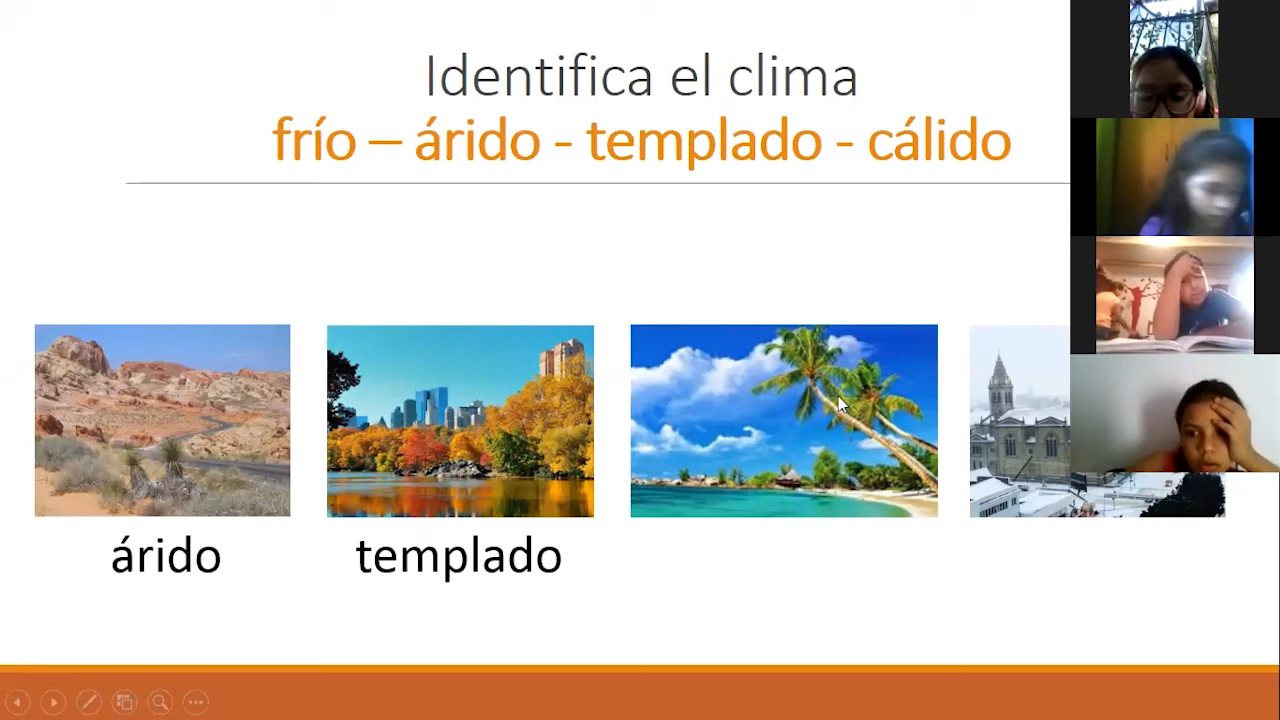 Identifica el clima
frío – árido - templado - cálido
árido
templado